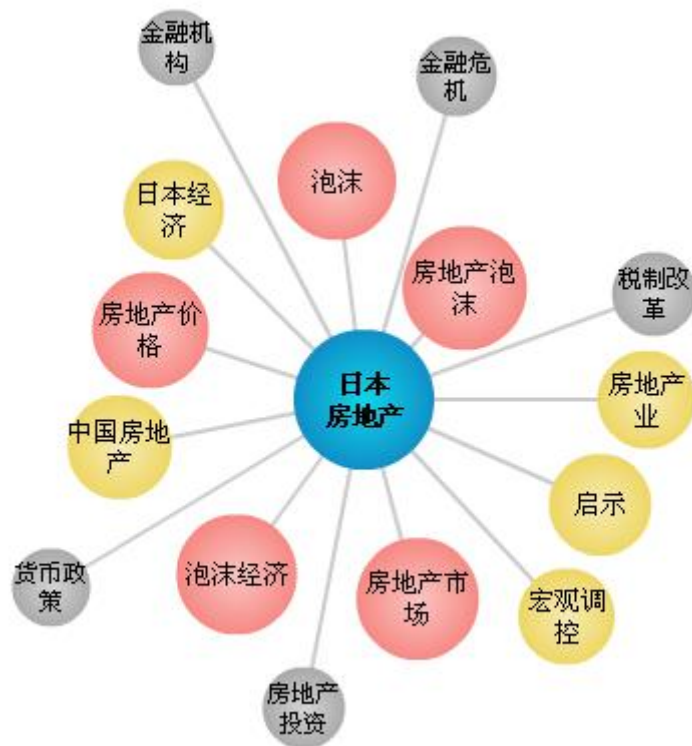 金融机
构
金融危
机
泡沫
日本经
济
房地产泡
沫
税制改
革
房地产价
格
日本
房地产
房地产
业
中国房地
产
启示
货币政
策
泡沫经济
房地产市
场
宏观调
控
房地产
投资